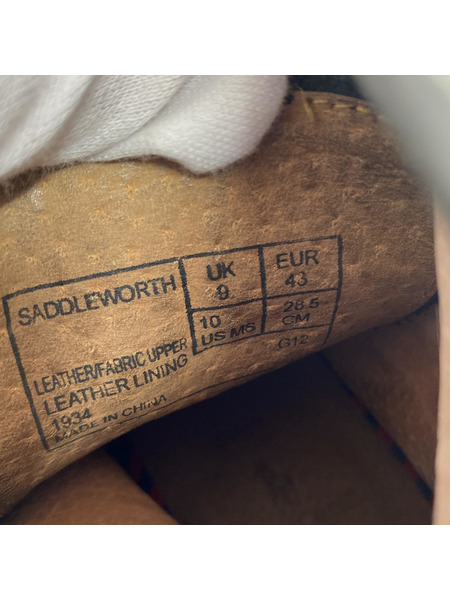 SADDLEWORTH
UK
9
EUR
43
10
US M6
28.5
CM
LEATHER/FABRIC UPPER
LEATHER LINING
1934
MADE IN CHINA
G12